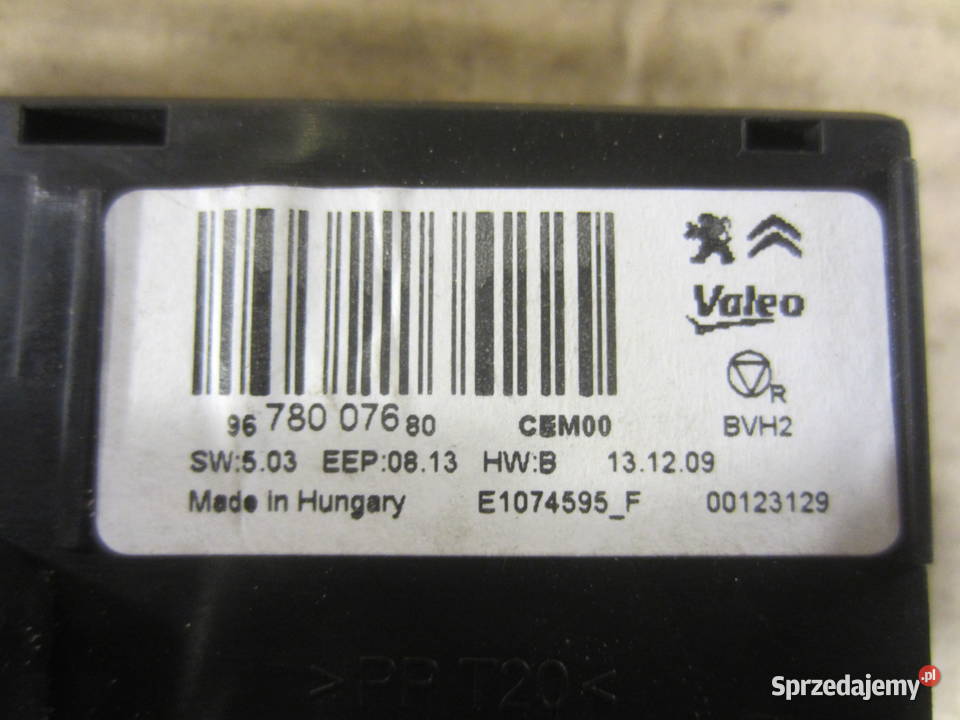 Valeo
R
96 780 076 80 CEM00 BVH2
SW:5.03 EEP:08.13 HW:B 13.12.09
Made in Hungary E1074595_F 00123129
>PP T20<
Sprzedajemy.pl